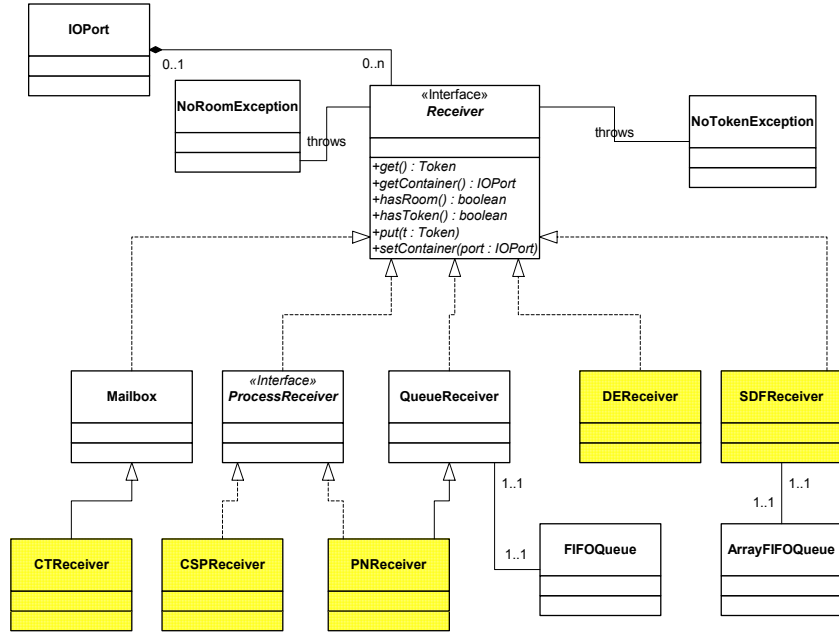 IOPort
0..1
0..n
NoRoomException
throws
«Interface»
Receiver
+get() : Token
+getContainer() : IOPort
+hasRoom() : boolean
+hasToken() : boolean
+put(t : Token)
+setContainer(port : IOPort)
throws
NoTokenException
Mailbox
«Interface»
ProcessReceiver
QueueReceiver
DEReceiver
SDFReceiver
1..1
1..1
1..1
1..1
CTReceiver
CSPReceiver
PNReceiver
FIFOQueue
ArrayFIFOQueue